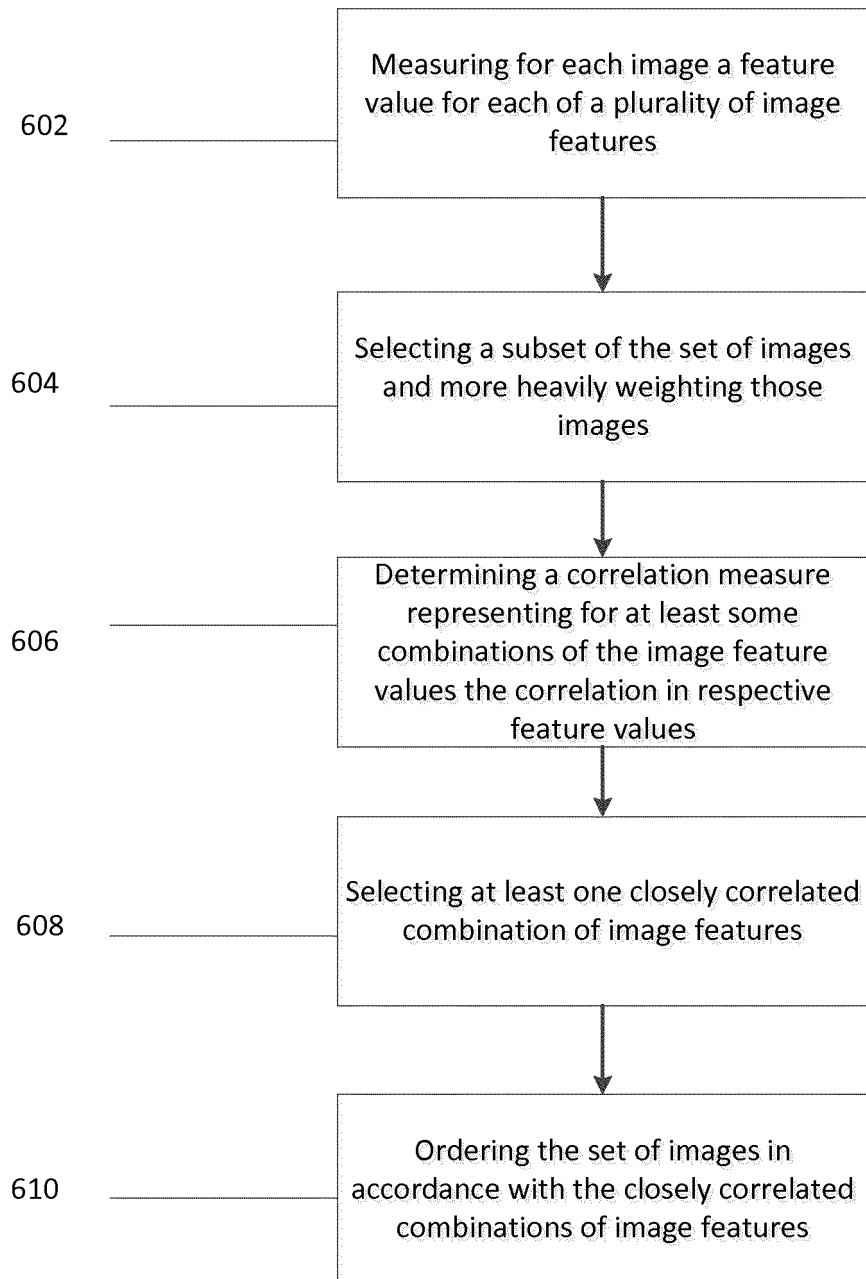 Measuring for each image a feature
value for each of a plurality of image
features
602
Selecting a subset of the set of images
and more heavily weighting those
images
604
Determining a correlation measure
representing for at least some
combinations of the image feature
values the correlation in respective
feature values
606
Selecting at least one closely correlated
combination of image features
608
Ordering the set of images in
accordance with the closely correlated
combinations of image features
610